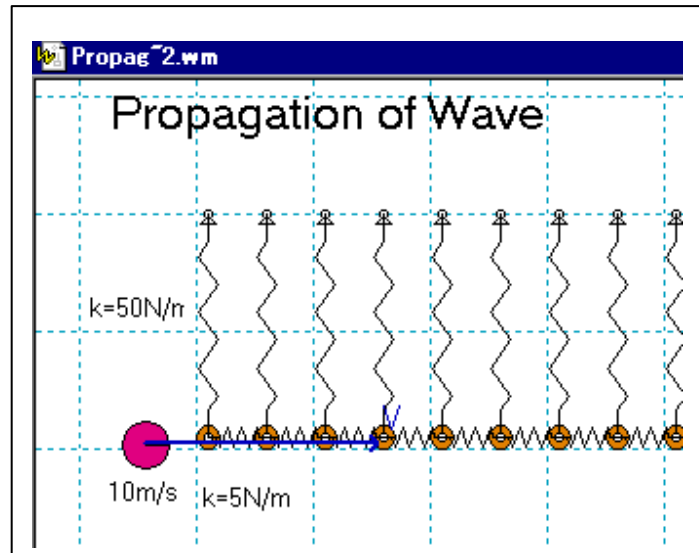 Propag~2.wm
Propagation of Wave
k=50N/m
V
10m/s
k=5N/m